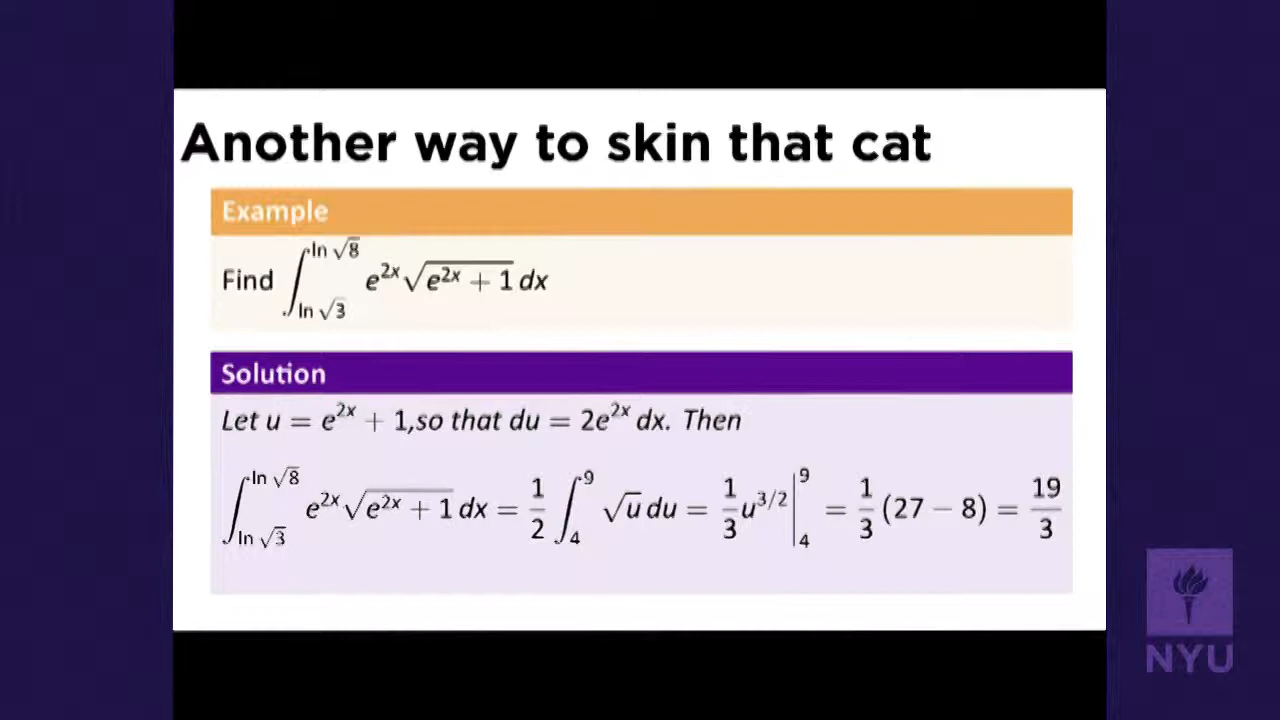 Another way to skin that cat
Example
Find ∫_{ln √3}^{ln √8} e^{2x} √(e^{2x} + 1) dx
Solution
Let u = e^{2x} + 1,so that du = 2e^{2x} dx. Then
∫_{ln √3}^{ln √8} e^{2x} √(e^{2x} + 1) dx = 1/2 ∫_4^9 √u du = 1/3 u^{3/2} |_4^9 = 1/3 (27 − 8) = 19/3
NYU